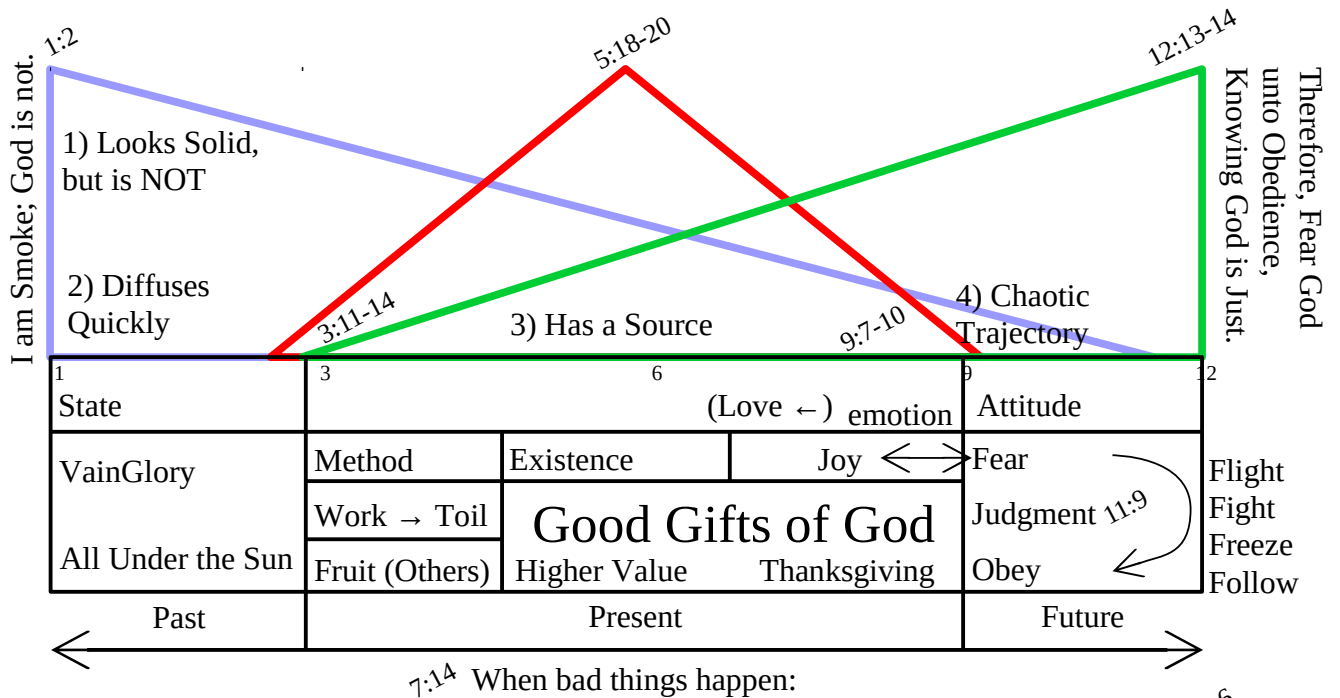 1:2
5:18-20
12:13-14
I am Smoke; God is not.
Therefore, Fear God
unto Obedience,
Knowing God is Just.
1) Looks Solid,
but is NOT
2) Diffuses
Quickly
3:11-14
3) Has a Source
9:7-10
4) Chaotic
Trajectory
1
3
6
9
12
State
(Love ←)
emotion
Attitude
VainGlory
Method
Existence
Joy
Fear
Flight
Work → Toil
Good Gifts of God
Judgment
11:9
Fight
Freeze
All Under the Sun
Fruit (Others)
Higher Value
Thanksgiving
Obey
Follow
Past
Present
Future
7:14
When bad things happen: